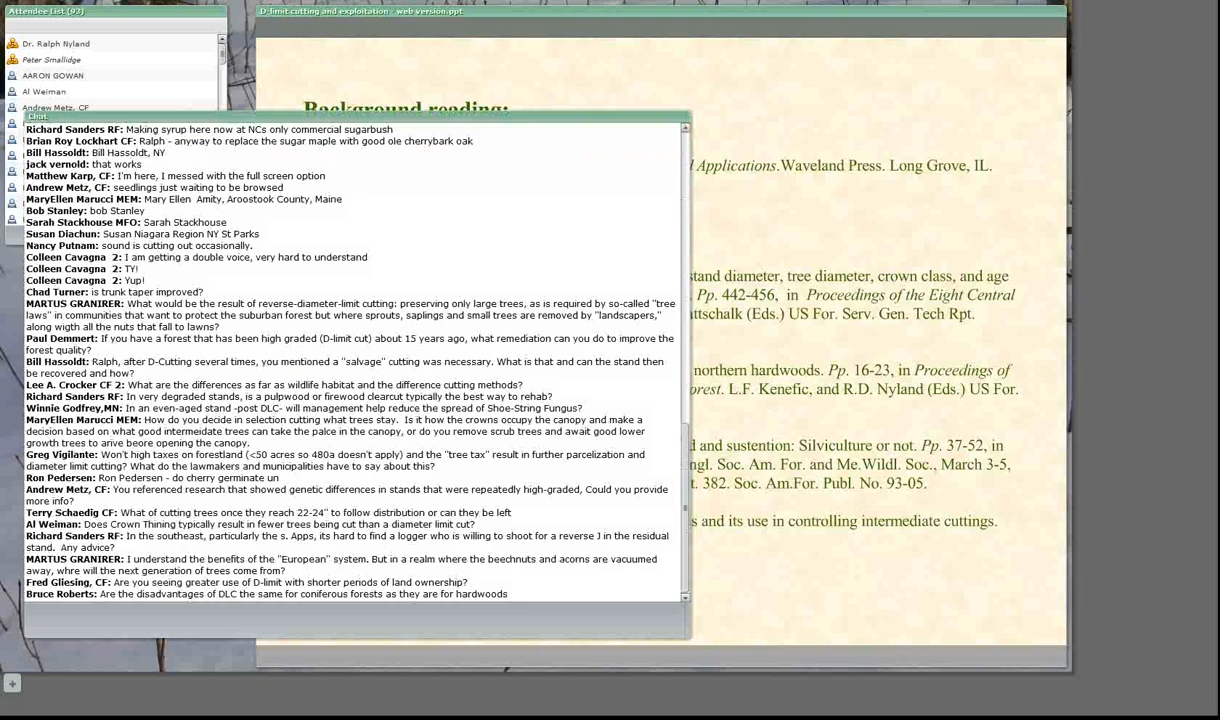 Attendee List (93)
Dr. Ralph Nyland
Peter Smallidge
AARON GOWAN
Al Weiman
Andrew Metz, CF
D-limit cutting and exploitation - web version.ppt
Background reading:
Applications.Waveland Press. Long Grove, IL.
stand diameter, tree diameter, crown class, and age
Pp. 442-456, in Proceedings of the Eight Central
ttschalk (Eds.) US For. Serv. Gen. Tech Rpt.
northern hardwoods. Pp. 16-23, in Proceedings of
orest. L.F. Kenefic, and R.D. Nyland (Eds.) US For.
d and sustention: Silviculture or not. Pp. 37-52, in
ngl. Soc. Am. For. and Me.Wildl. Soc., March 3-5,
t. 382. Soc. Am.For. Publ. No. 93-05.
s and its use in controlling intermediate cuttings.
Chat
Richard Sanders RF: Making syrup here now at NCs only commercial sugarbush
Brian Roy Lockhart CF: Ralph - anyway to replace the sugar maple with good ole cherrybark oak
Bill Hassoldt: Bill Hassoldt, NY
jack vernold: that works
Matthew Karp, CF: I'm here, I messed with the full screen option
Andrew Metz, CF: seedlings just waiting to be browsed
MaryEllen Marucci MEM: Mary Ellen Amity, Aroostook County, Maine
Bob Stanley: bob Stanley
Sarah Stackhouse MFO: Sarah Stackhouse
Susan Diachun: Susan Niagara Region NY St Parks
Nancy Putnam: sound is cutting out occasionally.
Colleen Cavagna 2: I am getting a double voice, very hard to understand
Colleen Cavagna 2: TY!
Colleen Cavagna 2: Yup!
Chad Turner: is trunk taper improved?
MARTUS GRANIRER: What would be the result of reverse-diameter-limit cutting: preserving only large trees, as is required by so-called "tree
laws" in communities that want to protect the suburban forest but where sprouts, saplings and small trees are removed by "landscapers,"
along wigth all the nuts that fall to lawns?
Paul Demmert: If you have a forest that has been high graded (D-limit cut) about 15 years ago, what remediation can you do to improve the
forest quality?
Bill Hassoldt: Ralph, after D-Cutting several times, you mentioned a "salvage" cutting was necessary. What is that and can the stand then
be recovered and how?
Lee A. Crocker CF 2: What are the differences as far as wildlife habitat and the difference cutting methods?
Richard Sanders RF: In very degraded stands, is a pulpwood or firewood clearcut typically the best way to rehab?
Winnie Godfrey,MN: In an even-aged stand -post DLC- will management help reduce the spread of Shoe-String Fungus?
MaryEllen Marucci MEM: How do you decide in selection cutting what trees stay. Is it how the crowns occupy the canopy and make a
decision based on what good intermeidate trees can take the palce in the canopy, or do you remove scrub trees and await good lower
growth trees to arive beore opening the canopy.
Greg Vigilante: Won't high taxes on forestland (<50 acres so 480a doesn't apply) and the "tree tax" result in further parcelization and
diameter limit cutting? What do the lawmakers and municipalities have to say about this?
Ron Pedersen: Ron Pedersen - do cherry germinate un
Andrew Metz, CF: You referenced research that showed genetic differences in stands that were repeatedly high-graded, Could you provide
more info?
Terry Schaedig CF: What of cutting trees once they reach 22-24" to follow distribution or can they be left
Al Weiman: Does Crown Thining typically result in fewer trees being cut than a diameter limit cut?
Richard Sanders RF: In the southeast, particularly the s. Apps, its hard to find a logger who is willing to shoot for a reverse J in the residual
stand. Any advice?
MARTUS GRANIRER: I understand the benefits of the "European" system. But in a realm where the beechnuts and acorns are vacuumed
away, whre will the next generation of trees come from?
Fred Gliesing, CF: Are you seeing greater use of D-limit with shorter periods of land ownership?
Bruce Roberts: Are the disadvantages of DLC the same for coniferous forests as they are for hardwoods